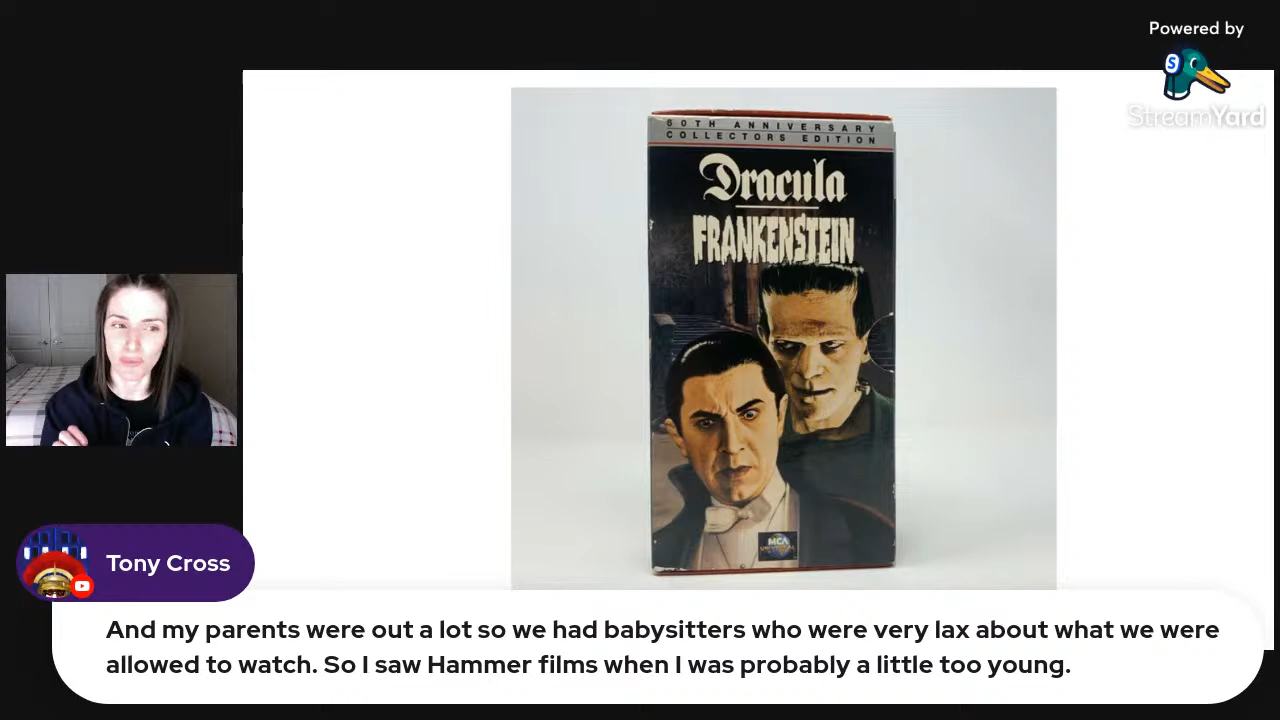 Powered by
StreamYard
60TH ANNIVERSARY
COLLECTORS EDITION
Dracula
FRANKENSTEIN
MCA
UNIVERSAL
Tony Cross
And my parents were out a lot so we had babysitters who were very lax about what we were
allowed to watch. So I saw Hammer films when I was probably a little too young.